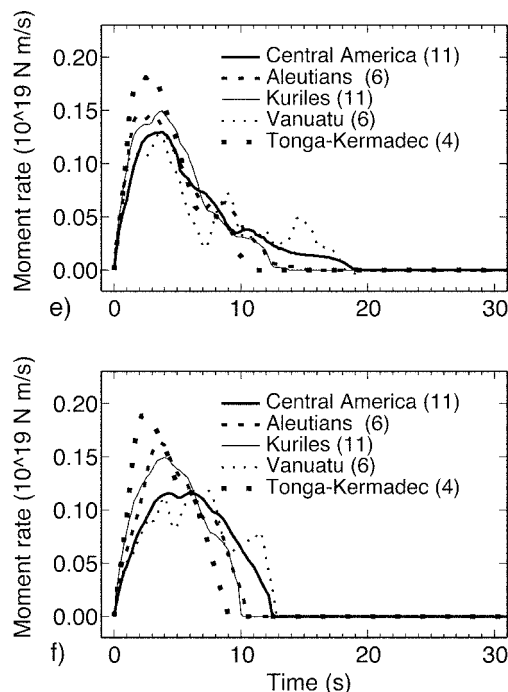 Moment rate (10^19 N m/s)
0.20
0.15
0.10
0.05
0.00
Central America (11)
Aleutians (6)
Kuriles (11)
Vanuatu (6)
Tonga-Kermadec (4)
0 10 20 30
e)
Moment rate (10^19 N m/s)
0.20
0.15
0.10
0.05
0.00
Central America (11)
Aleutians (6)
Kuriles (11)
Vanuatu (6)
Tonga-Kermadec (4)
0 10 20 30
f)
Time (s)